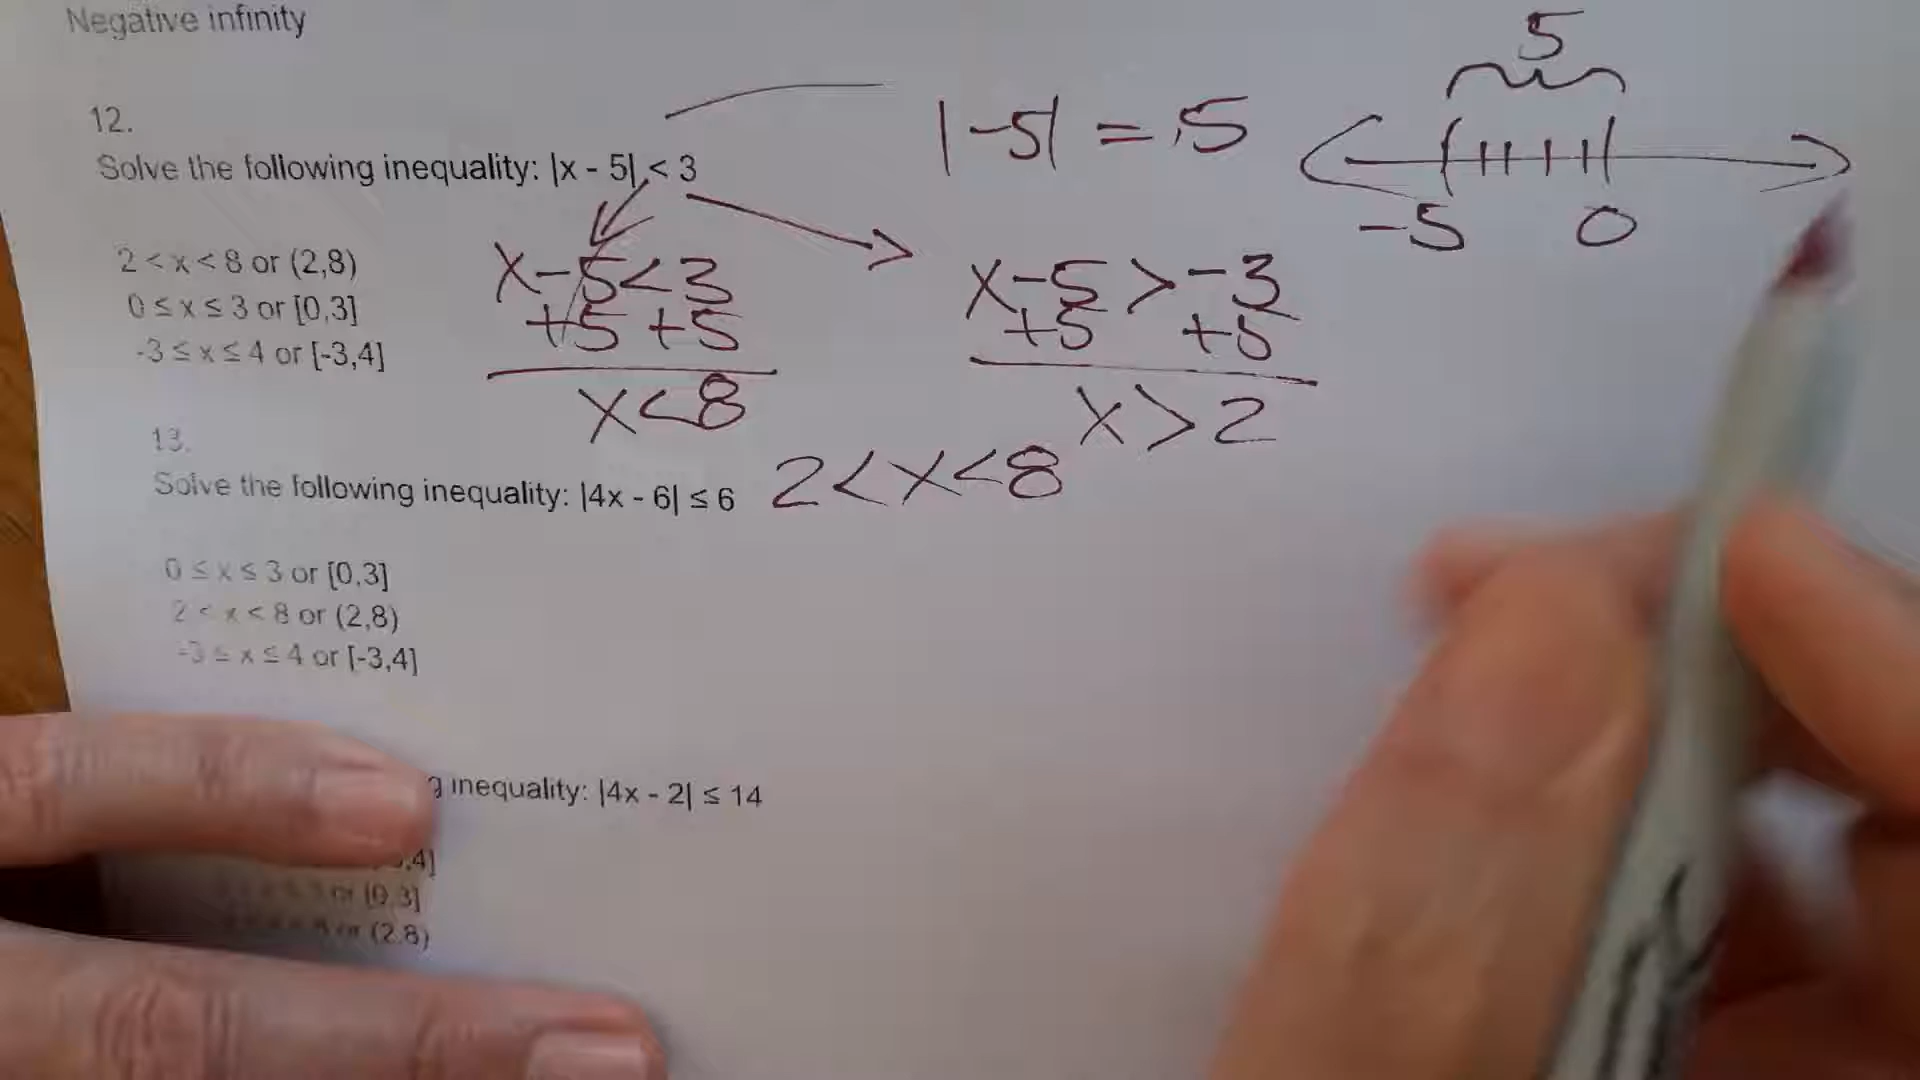 Negative infinity
5
12.
|-5| = 5
Solve the following inequality: |x - 5| < 3
-5 0
2 < x < 8 or (2,8)
0 ≤ x ≤ 3 or [0,3]
-3 ≤ x ≤ 4 or [-3,4]
x-5<3
+5 +5
x<8
x-5>-3
+5 +5
x>2
2<x<8
13.
Solve the following inequality: |4x - 6| ≤ 6
0 ≤ x ≤ 3 or [0,3]
2 < x < 8 or (2,8)
-3 ≤ x ≤ 4 or [-3,4]
inequality: |4x - 2| ≤ 14
,4]
or [0,3]
or (2,8)